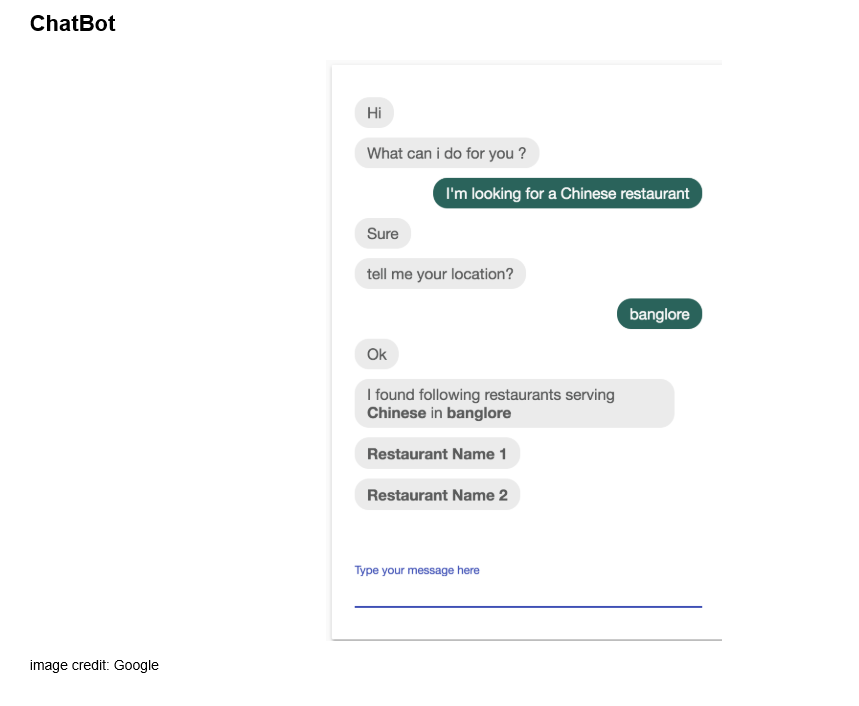 ChatBot
Hi
What can i do for you ?
I'm looking for a Chinese restaurant
Sure
tell me your location?
banglore
Ok
I found following restaurants serving
Chinese in banglore
Restaurant Name 1
Restaurant Name 2
Type your message here
image credit: Google